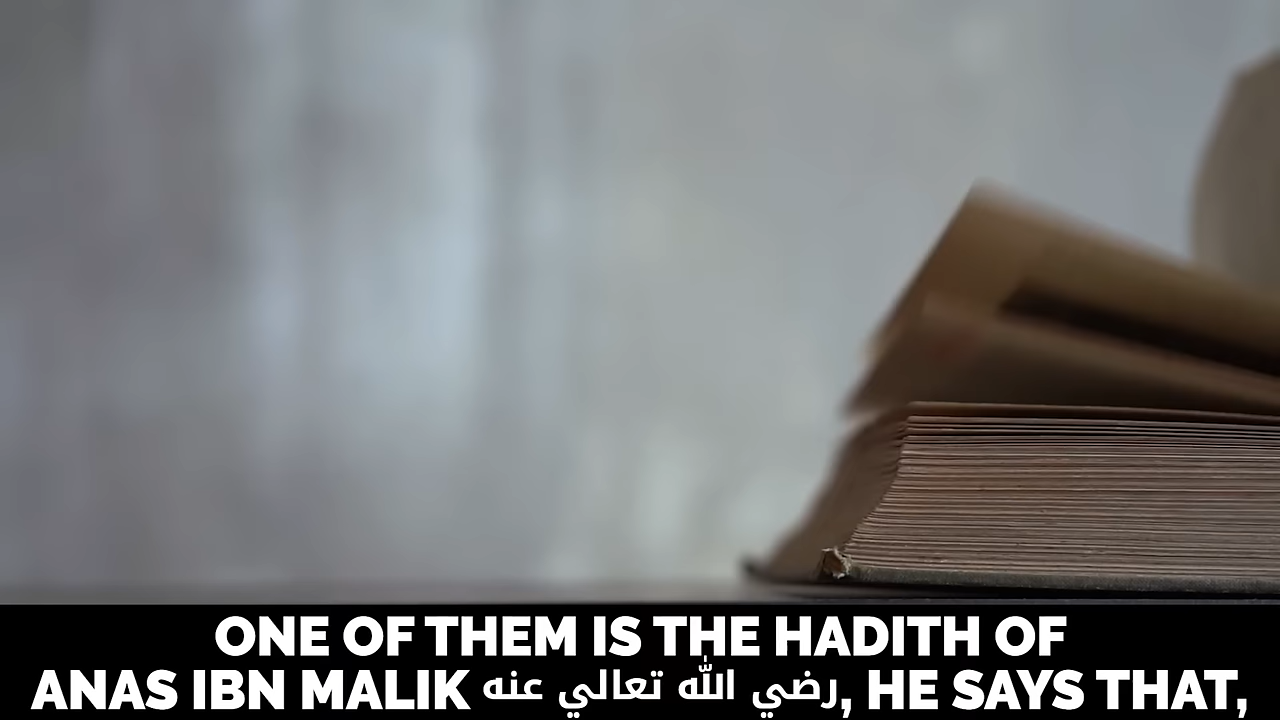 ONE OF THEM IS THE HADITH OF
ANAS IBN MALIK رضي الله تعالي عنه, HE SAYS THAT,